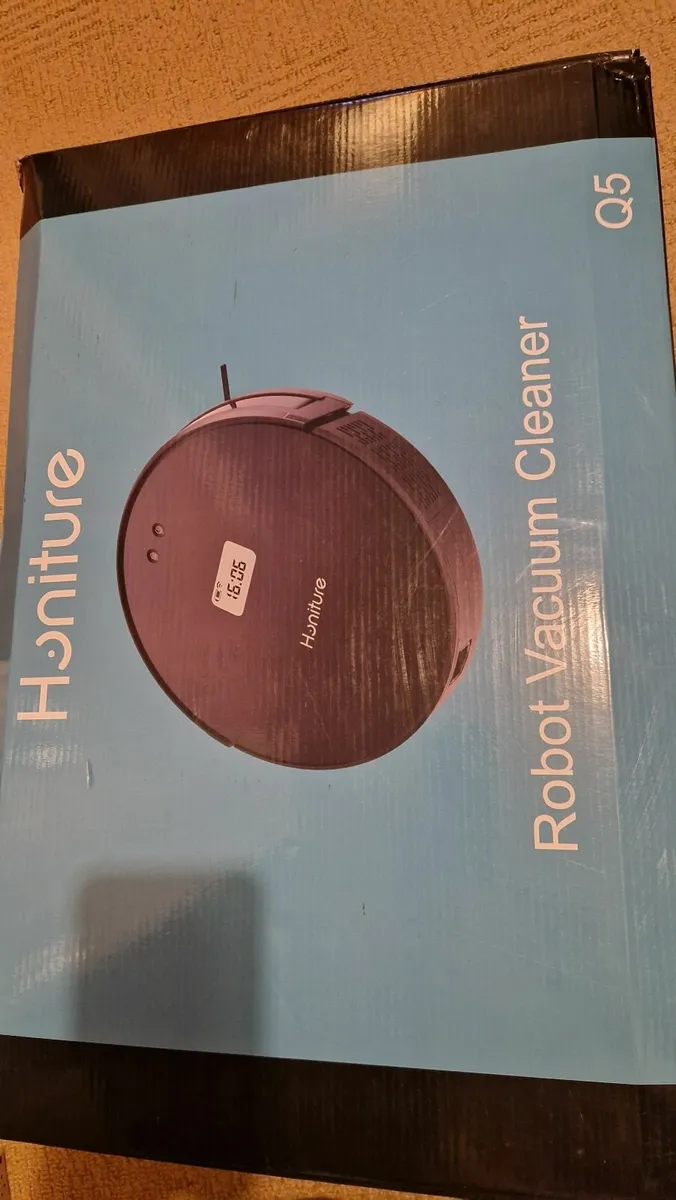 Honiture
16:06
Honiture
Robot Vacuum Cleaner
Q5